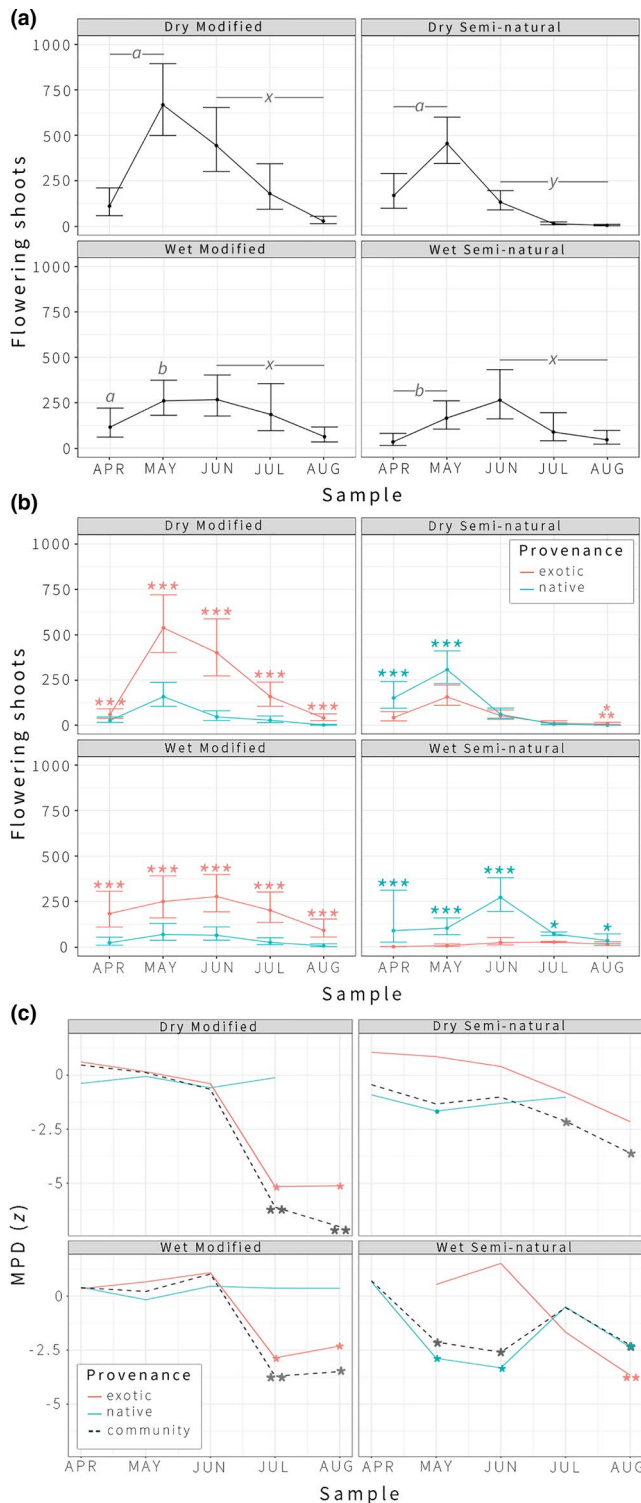 (a)
Dry Modified
Dry Semi-natural
1000
750
500
250
0
a
x
a
y
Wet Modified
Wet Semi-natural
1000
750
500
250
0
a
b
x
b
x
Flowering shoots
APR MAY JUN JUL AUG
APR MAY JUN JUL AUG
Sample
(b)
Dry Modified
Dry Semi-natural
1000
750
500
250
0
*** *** *** *** ***
*** *** * **
Provenance
exotic
native
Wet Modified
Wet Semi-natural
1000
750
500
250
0
*** *** *** *** ***
*** *** *** * *
Flowering shoots
APR MAY JUN JUL AUG
APR MAY JUN JUL AUG
Sample
(c)
Dry Modified
Dry Semi-natural
0
-2.5
-5
* *
** **
* *
Wet Modified
Wet Semi-natural
0
-2.5
-5
* *
** *
* * *
* * *
**
MPD (z)
Provenance
exotic
native
community
APR MAY JUN JUL AUG
APR MAY JUN JUL AUG
Sample